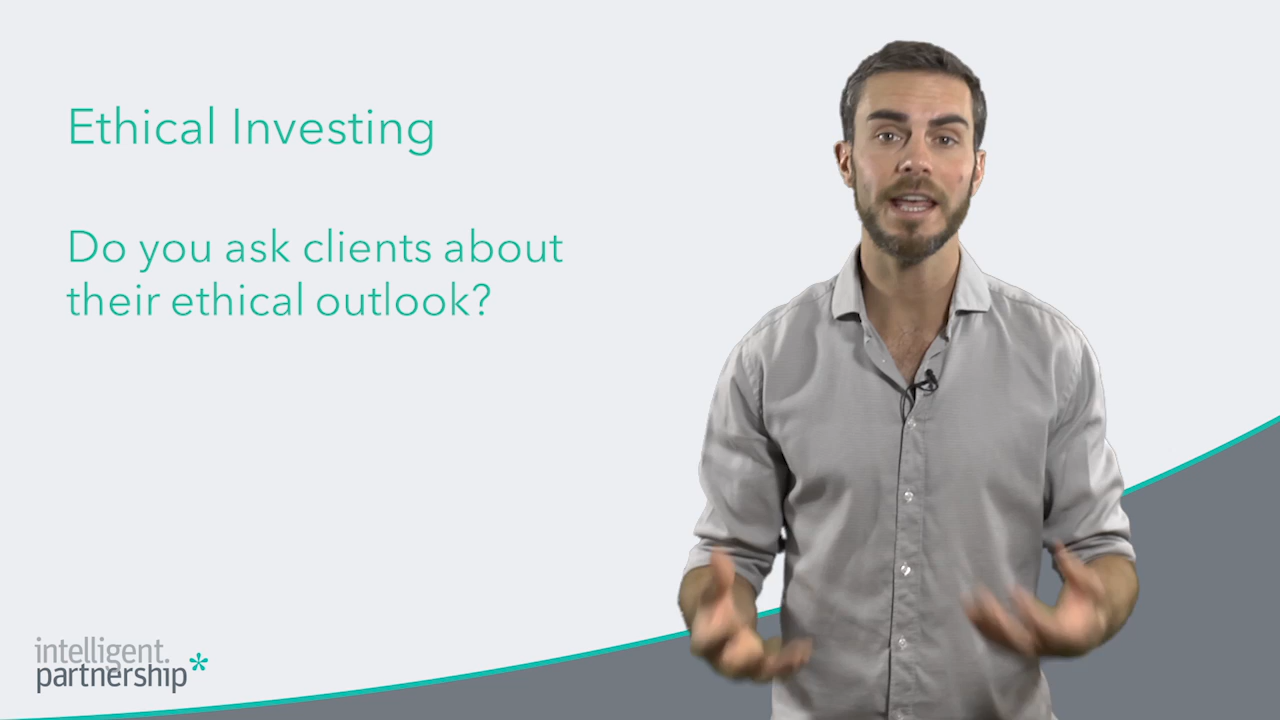 Ethical Investing
Do you ask clients about
their ethical outlook?
intelligent.
partnership*